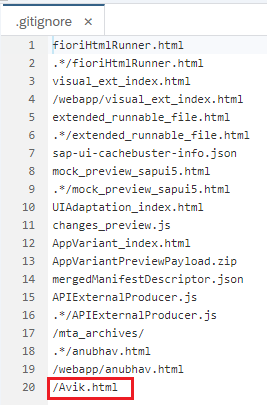 .gitignore ×
1 fioriHtmlRunner.html
2 .*/fioriHtmlRunner.html
3 visual_ext_index.html
4 /webapp/visual_ext_index.html
5 extended_runnable_file.html
6 .*/extended_runnable_file.html
7 sap-ui-cachebuster-info.json
8 mock_preview_sapui5.html
9 .*/mock_preview_sapui5.html
10 UIAdaptation_index.html
11 changes_preview.js
12 AppVariant_index.html
13 AppVariantPreviewPayload.zip
14 mergedManifestDescriptor.json
15 APIExternalProducer.js
16 .*/APIExternalProducer.js
17 /mta_archives/
18 .*/anubhav.html
19 /webapp/anubhav.html
20 /Avik.html